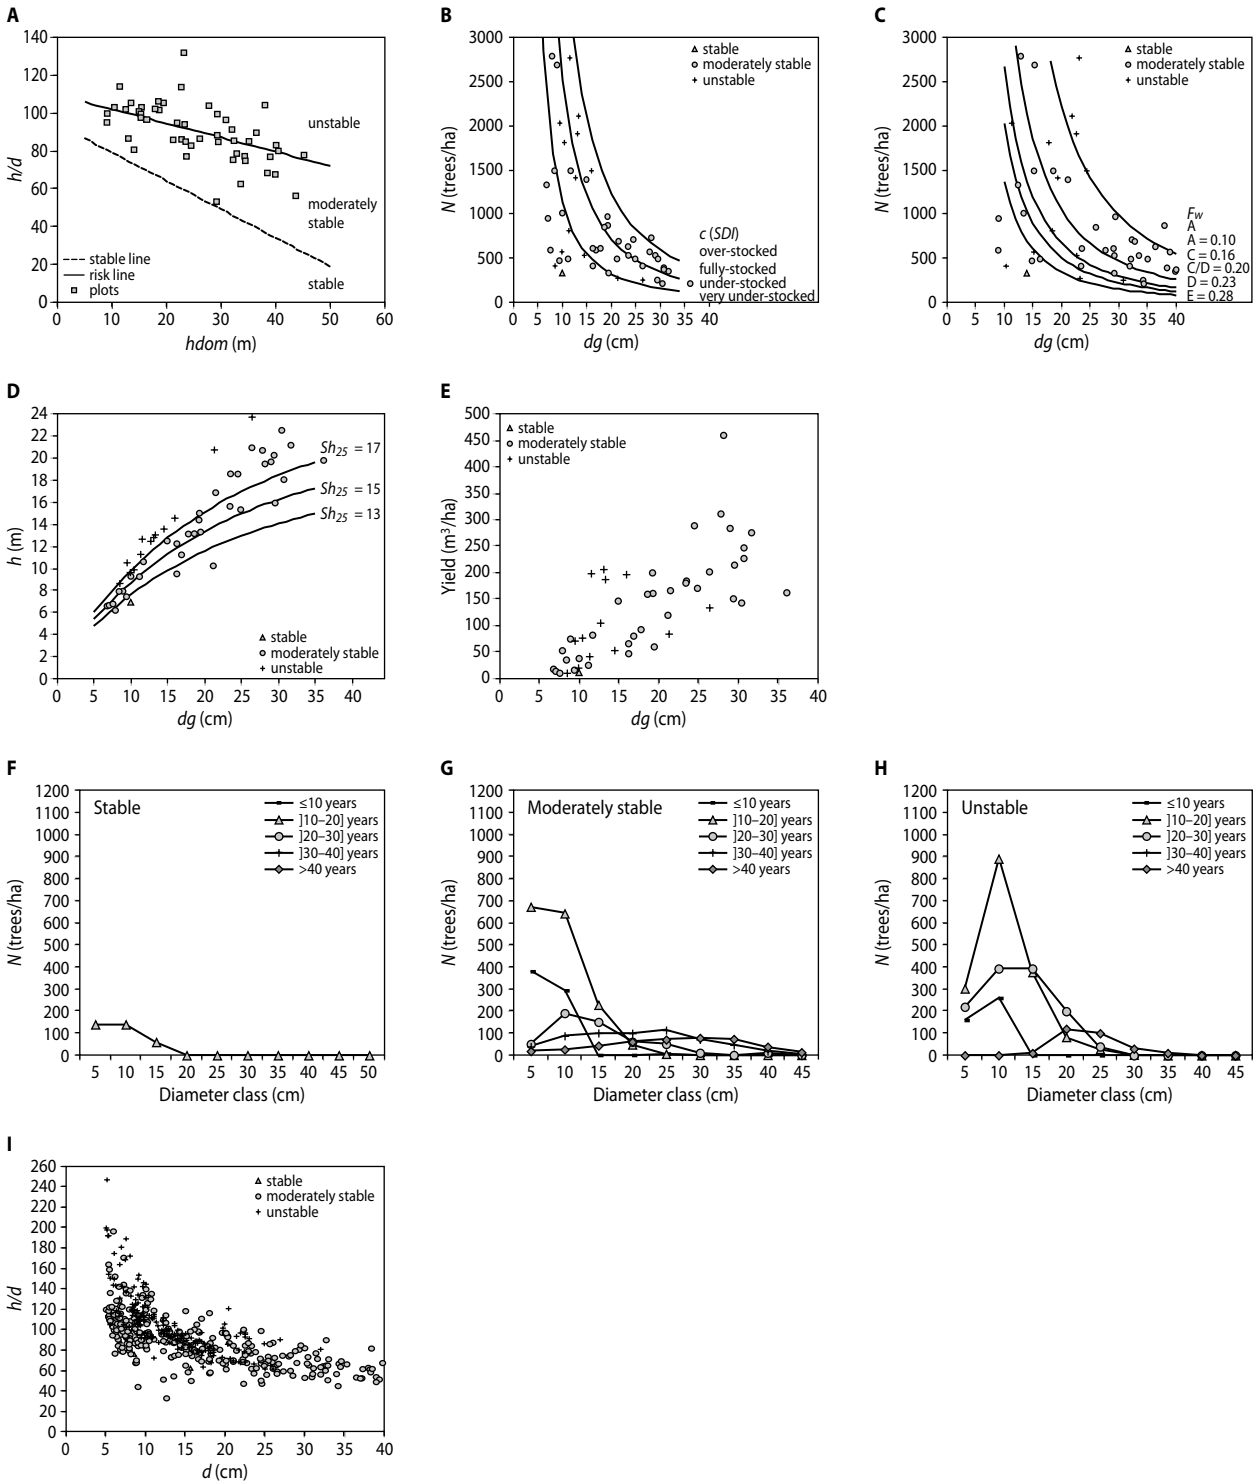 A
140
120
100
80
60
40
20
0
h/d
unstable
moderately
stable
stable
stable line
risk line
plots
0 10 20 30 40 50 60
hdom (m)
B
3000
2500
2000
1500
1000
500
0
N (trees/ha)
stable
moderately stable
unstable
c (SDI)
over-stocked
fully-stocked
under-stocked
very under-stocked
0 5 10 15 20 25 30 35 40
dg (cm)
C
3000
2500
2000
1500
1000
500
0
N (trees/ha)
stable
moderately stable
unstable
Fw
A
A = 0.10
C = 0.16
C/D = 0.20
D = 0.23
E = 0.28
0 5 10 15 20 25 30 35 40
dg (cm)
D
24
22
20
18
16
14
12
10
8
6
4
2
0
h (m)
Sh25 = 17
Sh25 = 15
Sh25 = 13
stable
moderately stable
unstable
0 5 10 15 20 25 30 35 40
dg (cm)
E
500
450
400
350
300
250
200
150
100
50
0
Yield (m3/ha)
stable
moderately stable
unstable
0 5 10 15 20 25 30 35 40
dg (cm)
F
1200
1100
1000
900
800
700
600
500
400
300
200
100
0
N (trees/ha)
Stable
≤10 years
]10–20] years
]20–30] years
]30–40] years
>40 years
5 10 15 20 25 30 35 40 45 50
Diameter class (cm)
G
1200
1100
1000
900
800
700
600
500
400
300
200
100
0
N (trees/ha)
Moderately stable
≤10 years
]10–20] years
]20–30] years
]30–40] years
>40 years
5 10 15 20 25 30 35 40 45
Diameter class (cm)
H
1200
1100
1000
900
800
700
600
500
400
300
200
100
0
N (trees/ha)
Unstable
≤10 years
]10–20] years
]20–30] years
]30–40] years
>40 years
5 10 15 20 25 30 35 40 45
Diameter class (cm)
I
260
240
220
200
180
160
140
120
100
80
60
40
20
0
h/d
stable
moderately stable
unstable
0 5 10 15 20 25 30 35 40
d (cm)